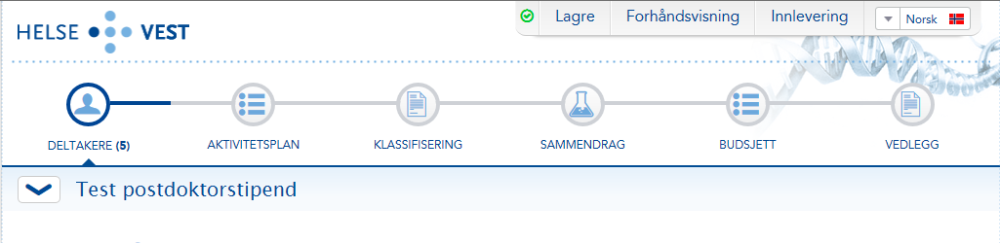 HELSE VEST
Lagre Forhåndsvisning Innlevering Norsk
DELTAKERE (5) AKTIVITETSPLAN KLASSIFISERING SAMMENDRAG BUDSJETT VEDLEGG
Test postdoktorstipend